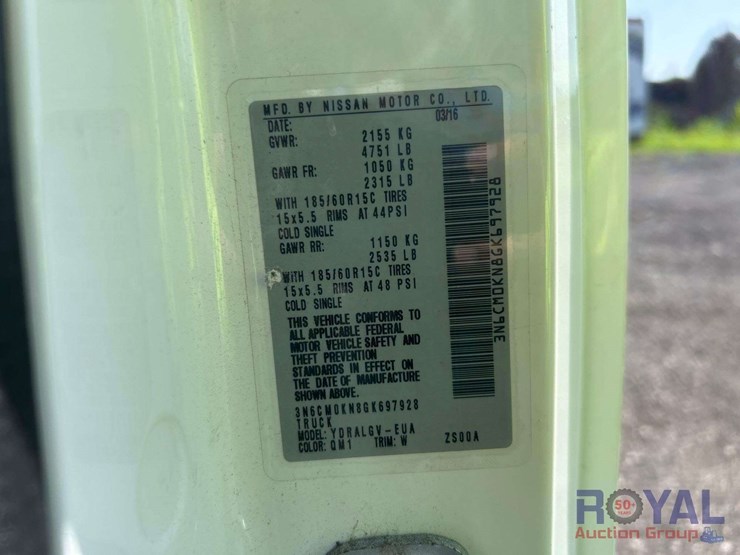 MFD. BY NISSAN MOTOR CO., LTD.
DATE: 03/16
GVWR: 2155 KG
4751 LB
GAWR FR: 1050 KG
2315 LB
WITH 185/60R15C TIRES
15x5.5 RIMS AT 44PSI
COLD SINGLE
GAWR RR: 1150 KG
2535 LB
WITH 185/60R15C TIRES
15x5.5 RIMS AT 48 PSI
COLD SINGLE
THIS VEHICLE CONFORMS TO
ALL APPLICABLE FEDERAL
MOTOR VEHICLE SAFETY AND
THEFT PREVENTION
STANDARDS IN EFFECT ON
THE DATE OF MANUFACTURE
SHOWN ABOVE.
3N6CM0KN8GK697928
TRUCK
MODEL: YDRALGV-EUA
COLOR: QM1 TRIM: W ZS00A
3N6CM0KN8GK697928
ROYAL
50+
YEARS
Auction Group